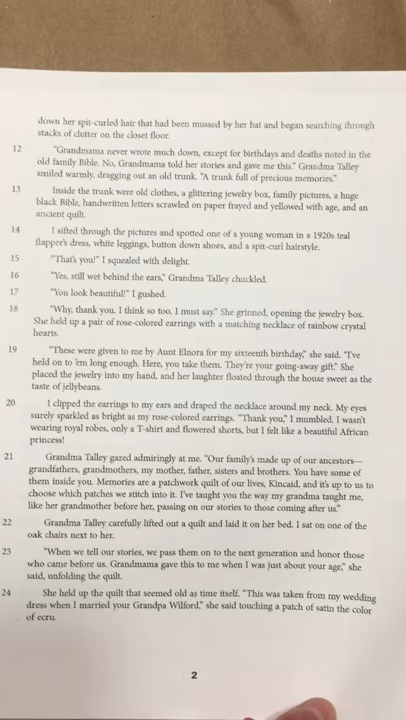 down her spit-curled hair that had been mussed by her hat and began searching through
stacks of clutter on the closet floor.
12 "Grandmama never wrote much down, except for birthdays and deaths noted in the
old family Bible. No, Grandmama told her stories and gave me this." Grandma Talley
smiled warmly, dragging out an old trunk. "A trunk full of precious memories."
13 Inside the trunk were old clothes, a glittering jewelry box, family pictures, a huge
black Bible, handwritten letters scrawled on paper frayed and yellowed with age, and an
ancient quilt.
14 I sifted through the pictures and spotted one of a young woman in a 1920s teal
flapper's dress, white leggings, button down shoes, and a spit-curl hairstyle.
15 "That's you!" I squealed with delight.
16 "Yes, still wet behind the ears," Grandma Talley chuckled.
17 "You look beautiful!" I gushed.
18 "Why, thank you. I think so too, I must say." She grinned, opening the jewelry box.
She held up a pair of rose-colored earrings with a matching necklace of rainbow crystal
hearts.
19 "These were given to me by Aunt Elnora for my sixteenth birthday," she said. "I've
held on to 'em long enough. Here, you take them. They're your going-away gift." She
placed the jewelry into my hand, and her laughter floated through the house sweet as the
taste of jellybeans.
20 I clipped the earrings to my ears and draped the necklace around my neck. My eyes
surely sparkled as bright as my rose-colored earrings. "Thank you," I mumbled. I wasn't
wearing royal robes, only a T-shirt and flowered shorts, but I felt like a beautiful African
princess!
21 Grandma Talley gazed admiringly at me. "Our family's made up of our ancestors—
grandfathers, grandmothers, my mother, father, sisters and brothers. You have some of
them inside you. Memories are a patchwork quilt of our lives, Kincaid, and it's up to us to
choose which patches we stitch into it. I've taught you the way my grandma taught me,
like her grandmother before her, passing on our stories to those coming after us."
22 Grandma Talley carefully lifted out a quilt and laid it on her bed. I sat on one of the
oak chairs next to her.
23 "When we tell our stories, we pass them on to the next generation and honor those
who came before us. Grandmama gave this to me when I was just about your age," she
said, unfolding the quilt.
24 She held up the quilt that seemed old as time itself. "This was taken from my wedding
dress when I married your Grandpa Wilford," she said touching a patch of satin the color
of ecru.
2